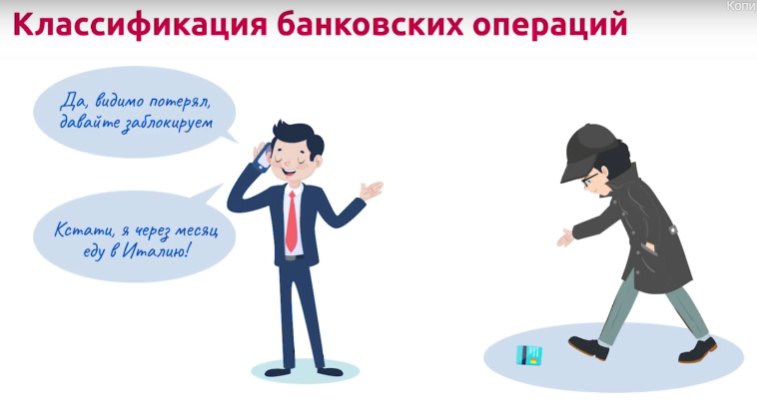 Копи
Классификация банковских операций
Да, видимо потерял,
давайте заблокируем
Кстати, я через месяц
еду в Италию!